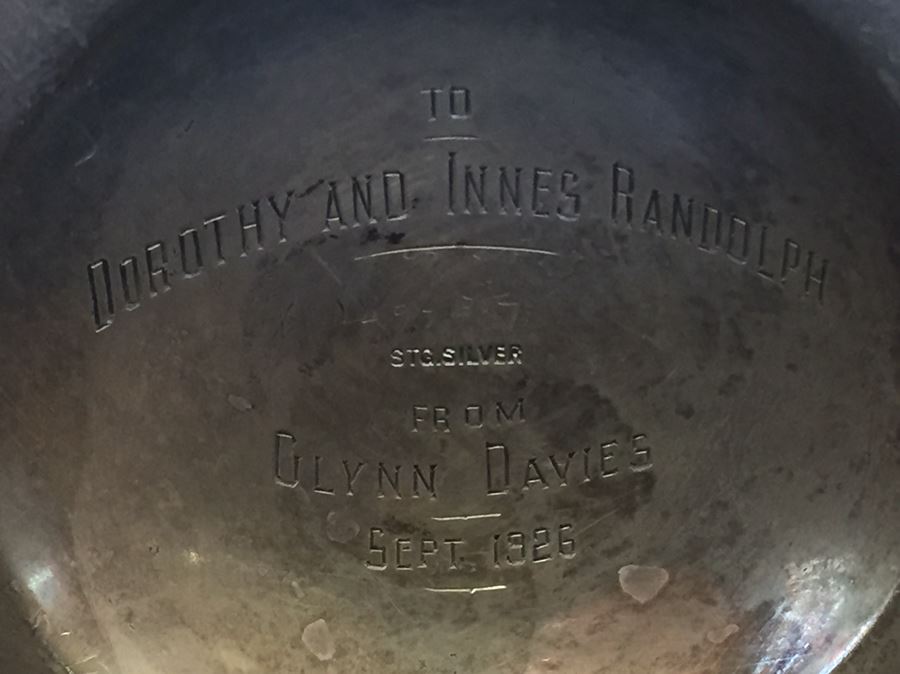 TO
DOROTHY AND INNES RANDOLPH
STG.SILVER
FROM
GLYNN DAVIES
SEPT. 1926